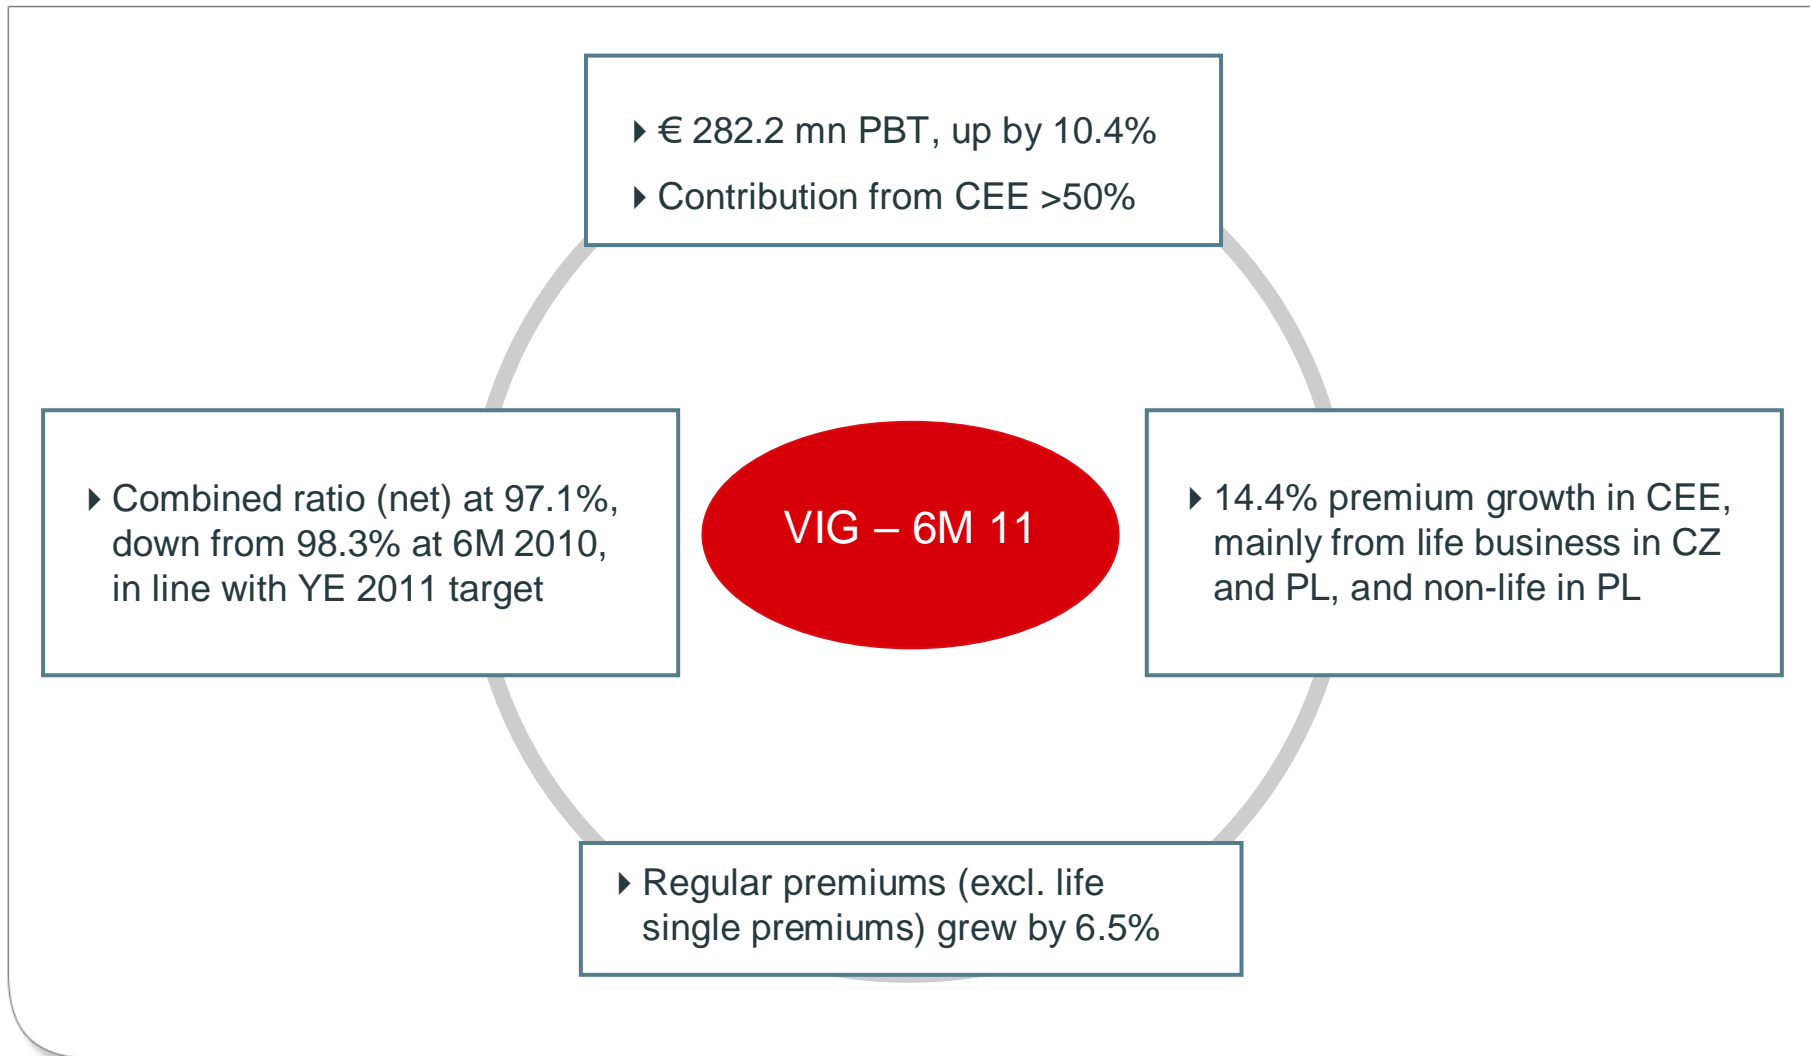 € 282.2 mn PBT, up by 10.4%
Contribution from CEE >50%
Combined ratio (net) at 97.1%,
down from 98.3% at 6M 2010,
in line with YE 2011 target
VIG – 6M 11
14.4% premium growth in CEE,
mainly from life business in CZ
and PL, and non-life in PL
Regular premiums (excl. life
single premiums) grew by 6.5%